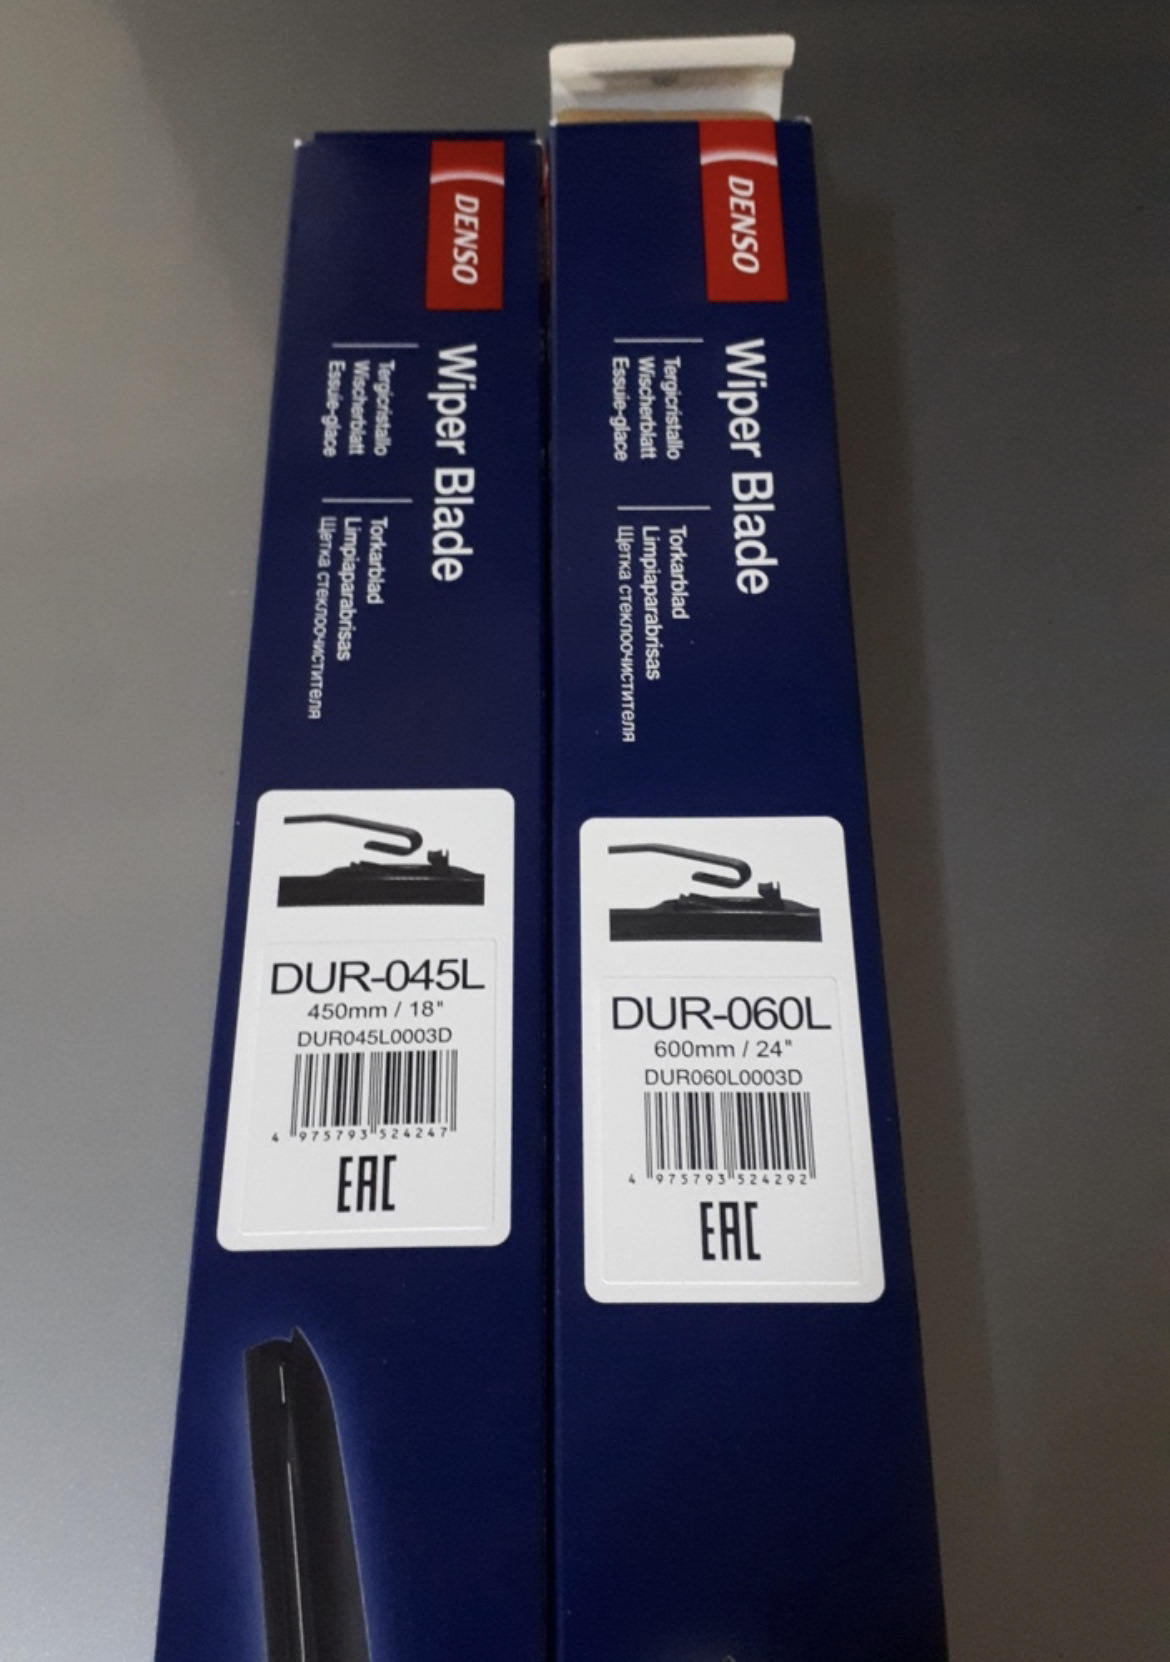 DENSO
Wiper Blade
Tergicristallo
Wischerblatt
Essuie-glace
Torkarblad
Limpiaparabrisas
Щетка стеклоочистителя
DUR-045L
450mm / 18"
DUR045L0003D
4 975793 524247
EAC
DENSO
Wiper Blade
Tergicristallo
Wischerblatt
Essuie-glace
Torkarblad
Limpiaparabrisas
Щетка стеклоочистителя
DUR-060L
600mm / 24"
DUR060L0003D
4 975793 524292
EAC